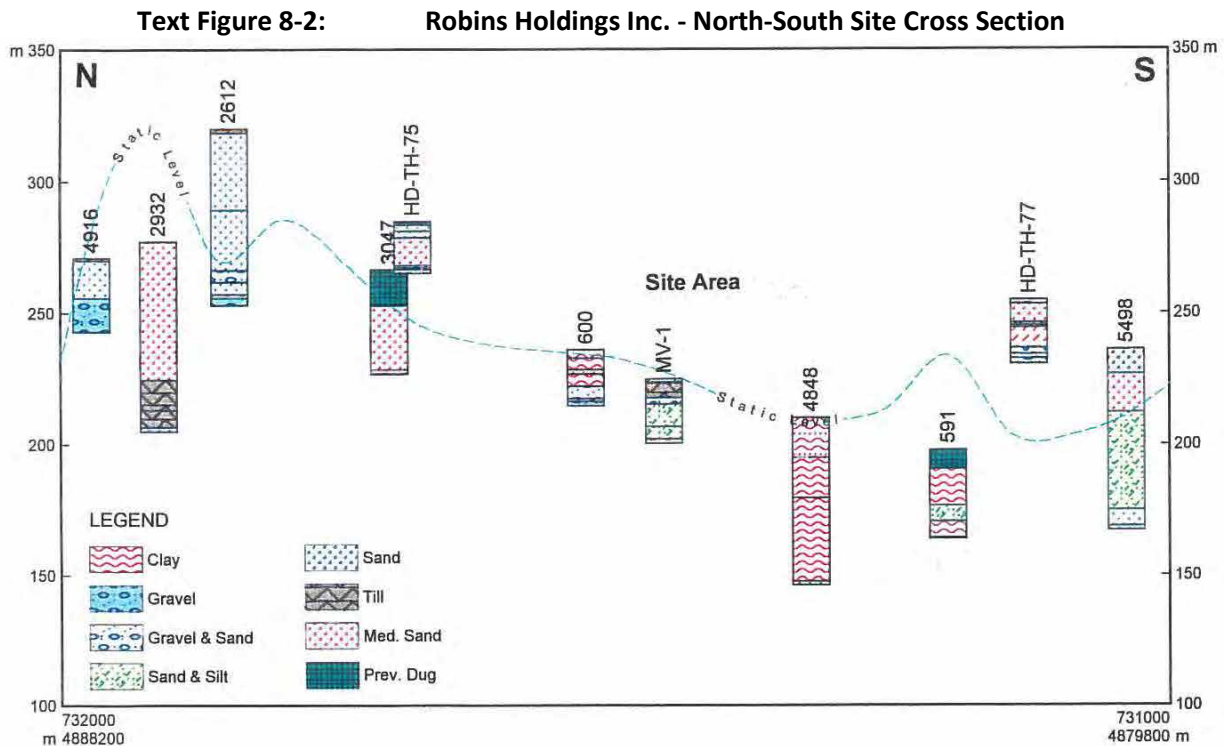 Text Figure 8-2: Robins Holdings Inc. - North-South Site Cross Section
m 350
350 m
N
S
300
300
250
250
200
200
150
150
100
100
4916
2932
2612
3047
HD-TH-75
600
MV-1
4848
591
HD-TH-77
5498
Static Level
Site Area
Static Level
LEGEND
Clay
Gravel
Gravel & Sand
Sand & Silt
Sand
Till
Med. Sand
Prev. Dug
732000
m 4888200
731000
4879800 m